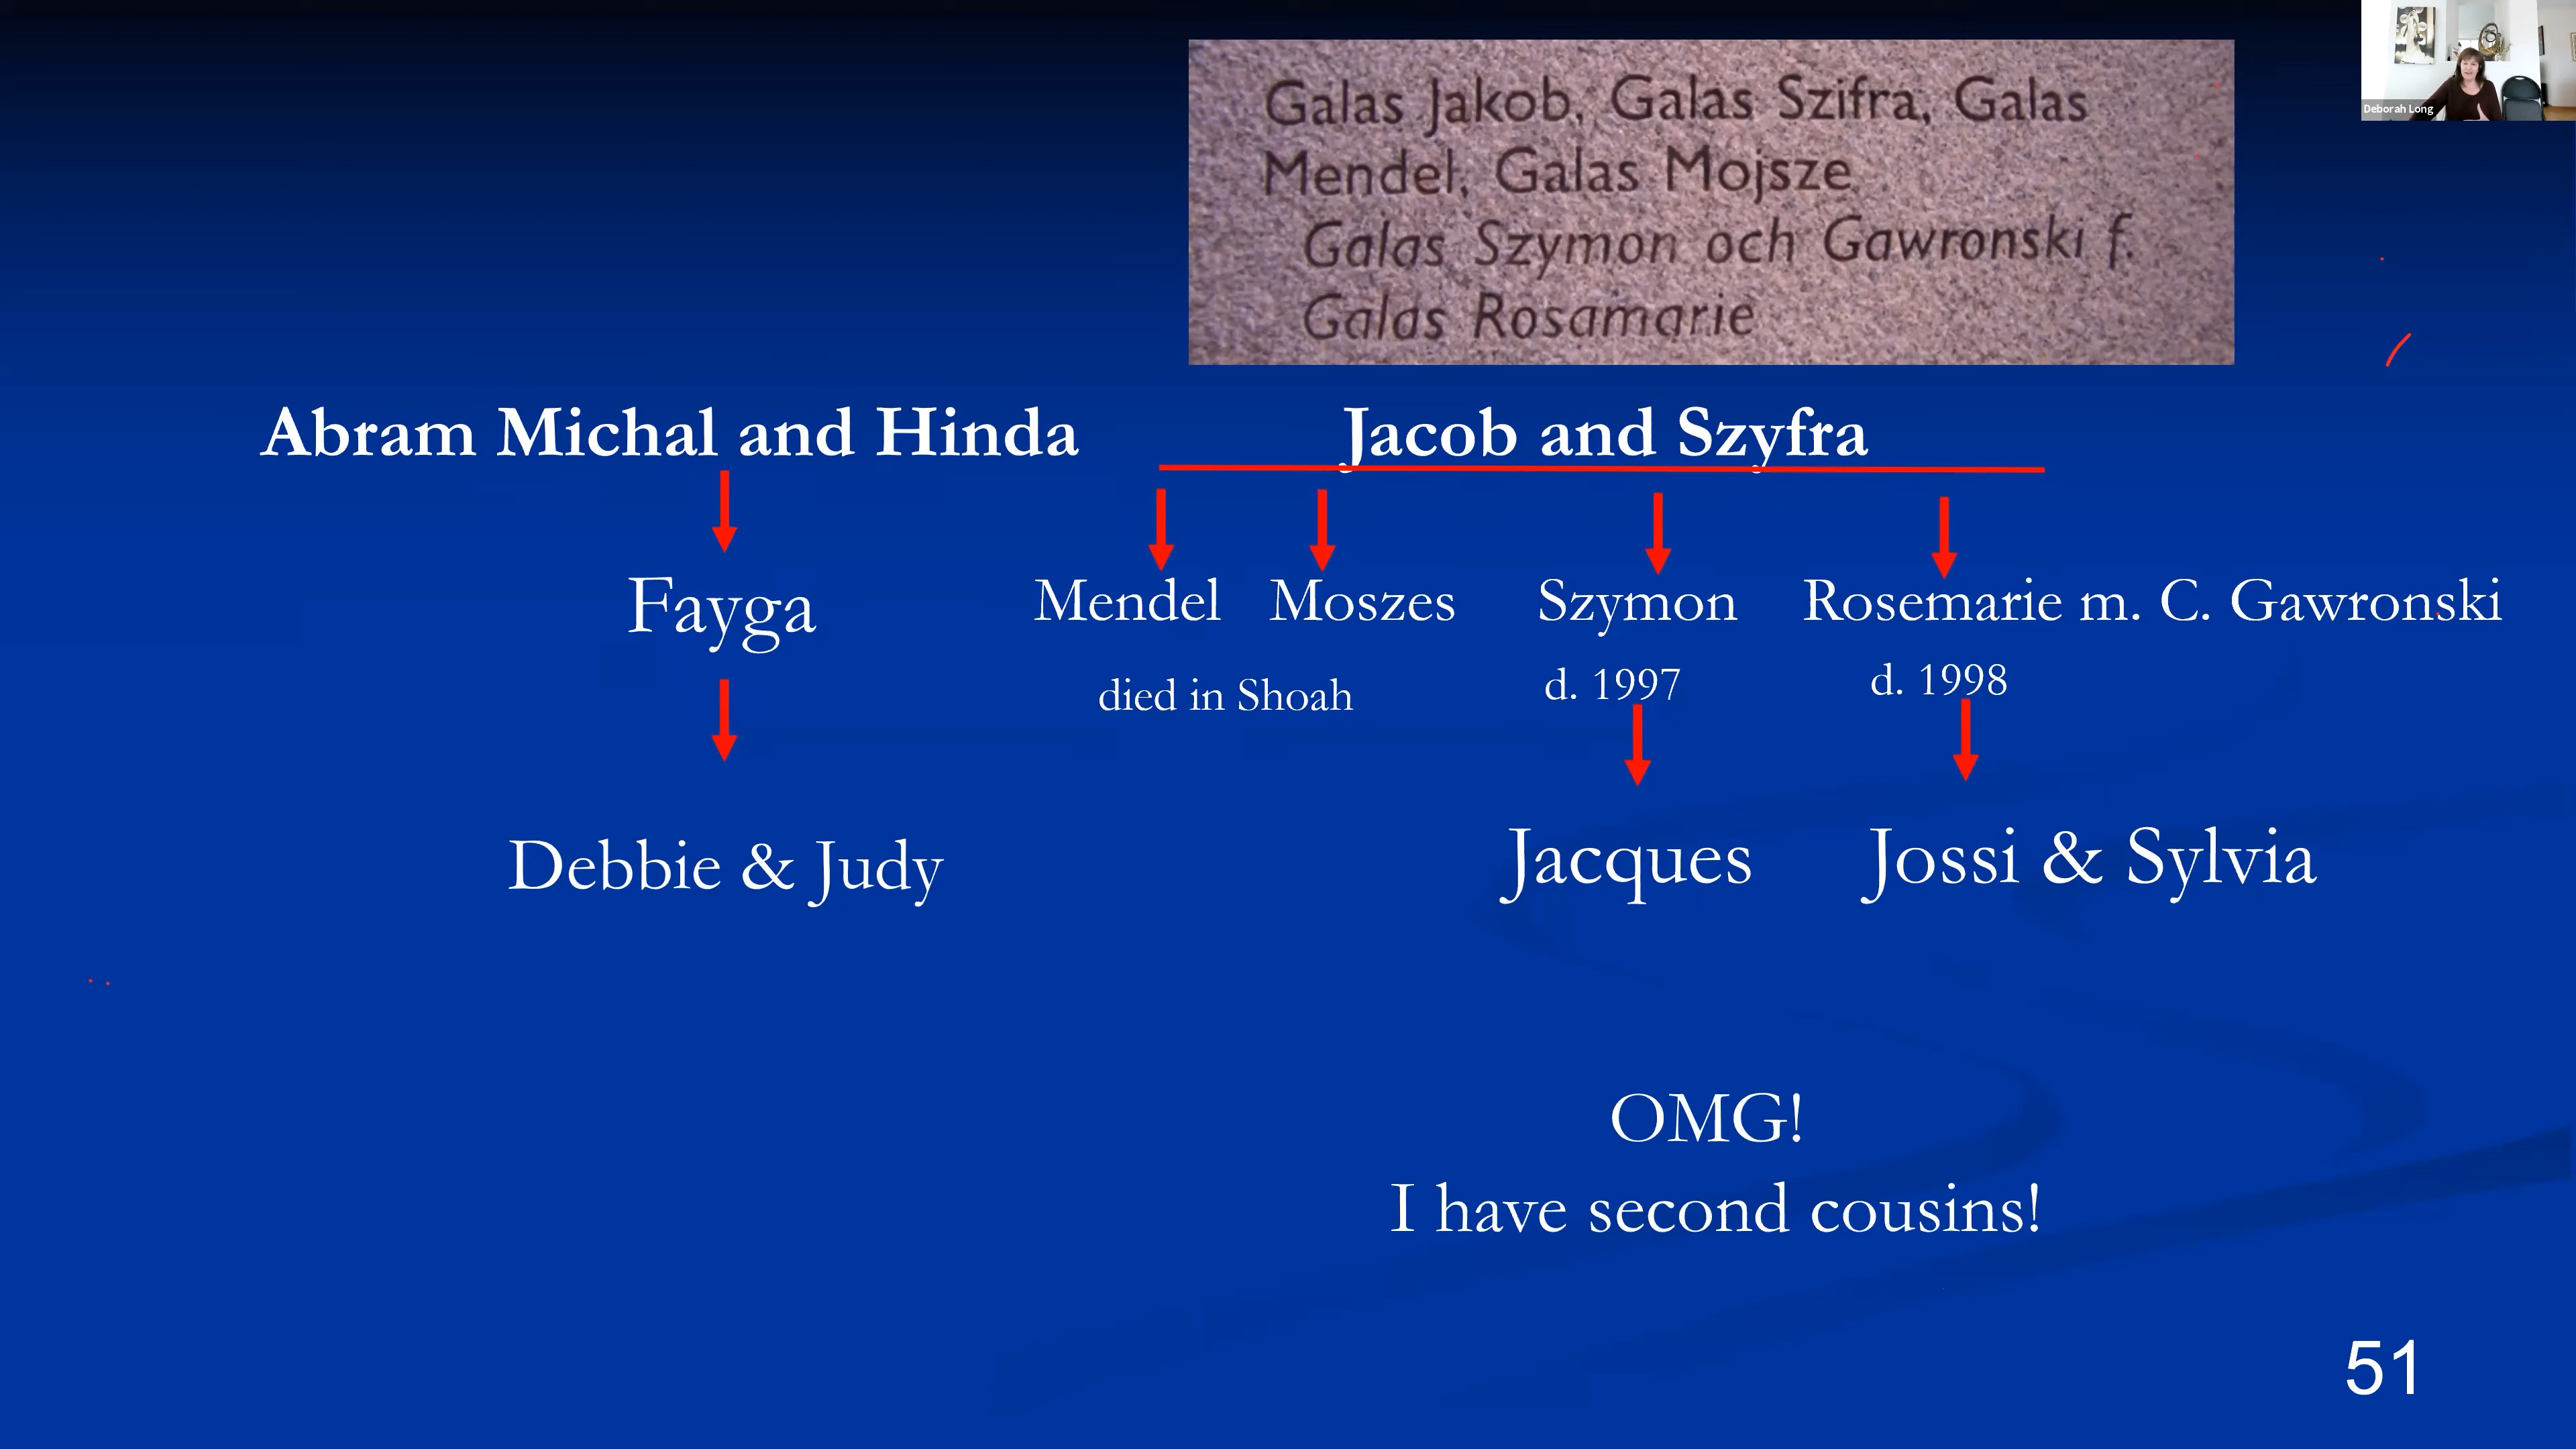 Galas Jakob, Galas Szifra, Galas
Mendel, Galas Mojsze
Galas Szymon och Gawronski f.
Galas Rosamarie
Deborah Long
Abram Michal and Hinda
Jacob and Szyfra
Fayga
Mendel
Moszes
Szymon
Rosemarie m. C. Gawronski
died in Shoah
d. 1997
d. 1998
Debbie & Judy
Jacques
Jossi & Sylvia
OMG!
I have second cousins!
51